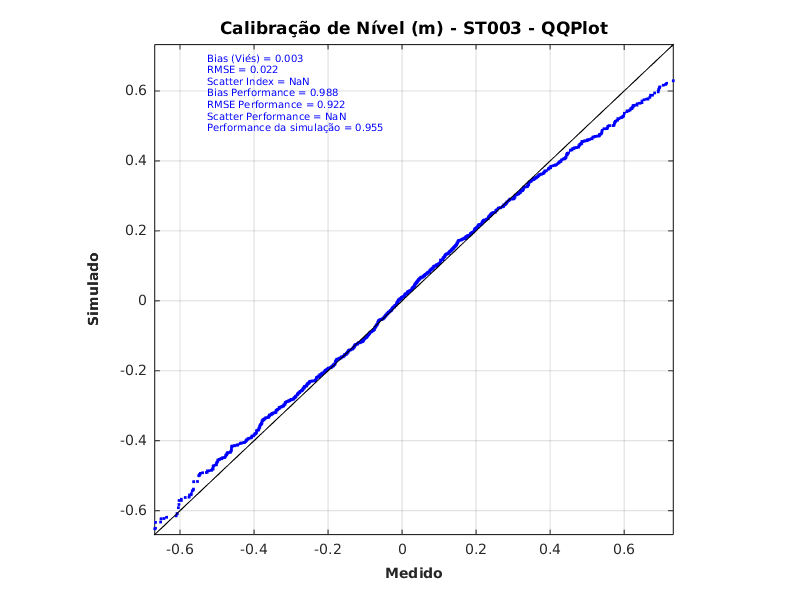 Calibração de Nível (m) - ST003 - QQPlot
Bias (Viés) = 0.003
RMSE = 0.022
Scatter Index = NaN
Bias Performance = 0.988
RMSE Performance = 0.922
Scatter Performance = NaN
Performance da simulação = 0.955
0.6
0.4
0.2
0
-0.2
-0.4
-0.6
Simulado
-0.6 -0.4 -0.2 0 0.2 0.4 0.6
Medido